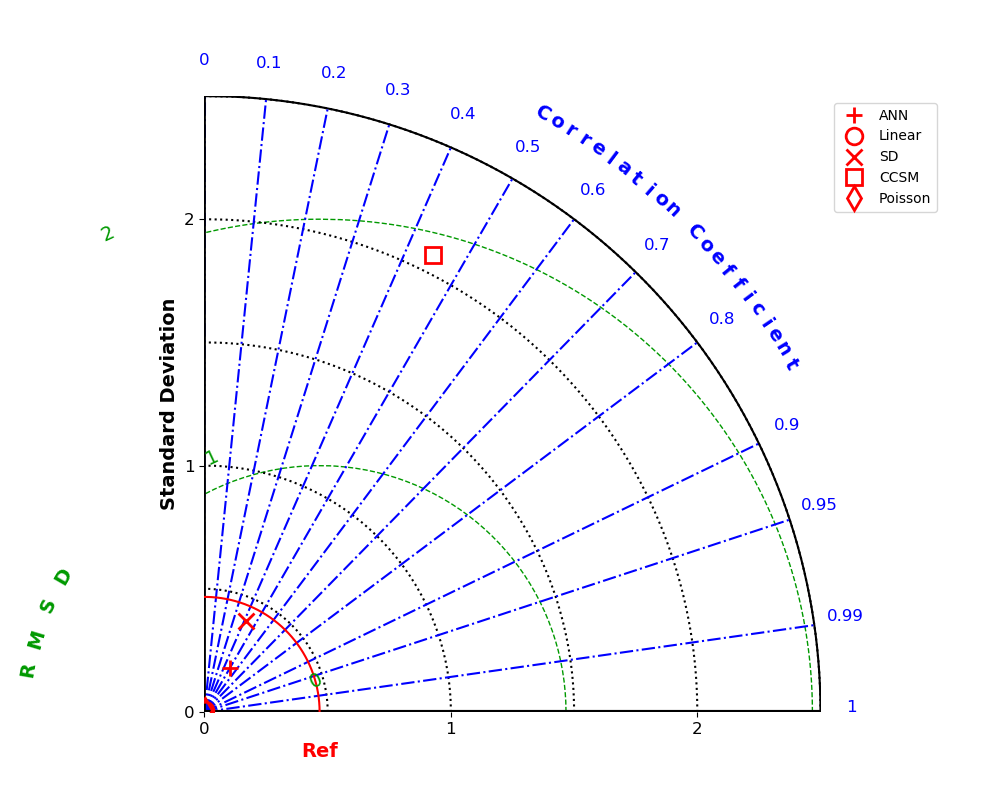 0
0.1
0.2
0.3
0.4
0.5
0.6
0.7
0.8
0.9
0.95
0.99
1
Correlation Coefficient
ANN
Linear
SD
CCSM
Poisson
2
1
0
Standard Deviation
2
1
RMSD
0
1
2
Ref